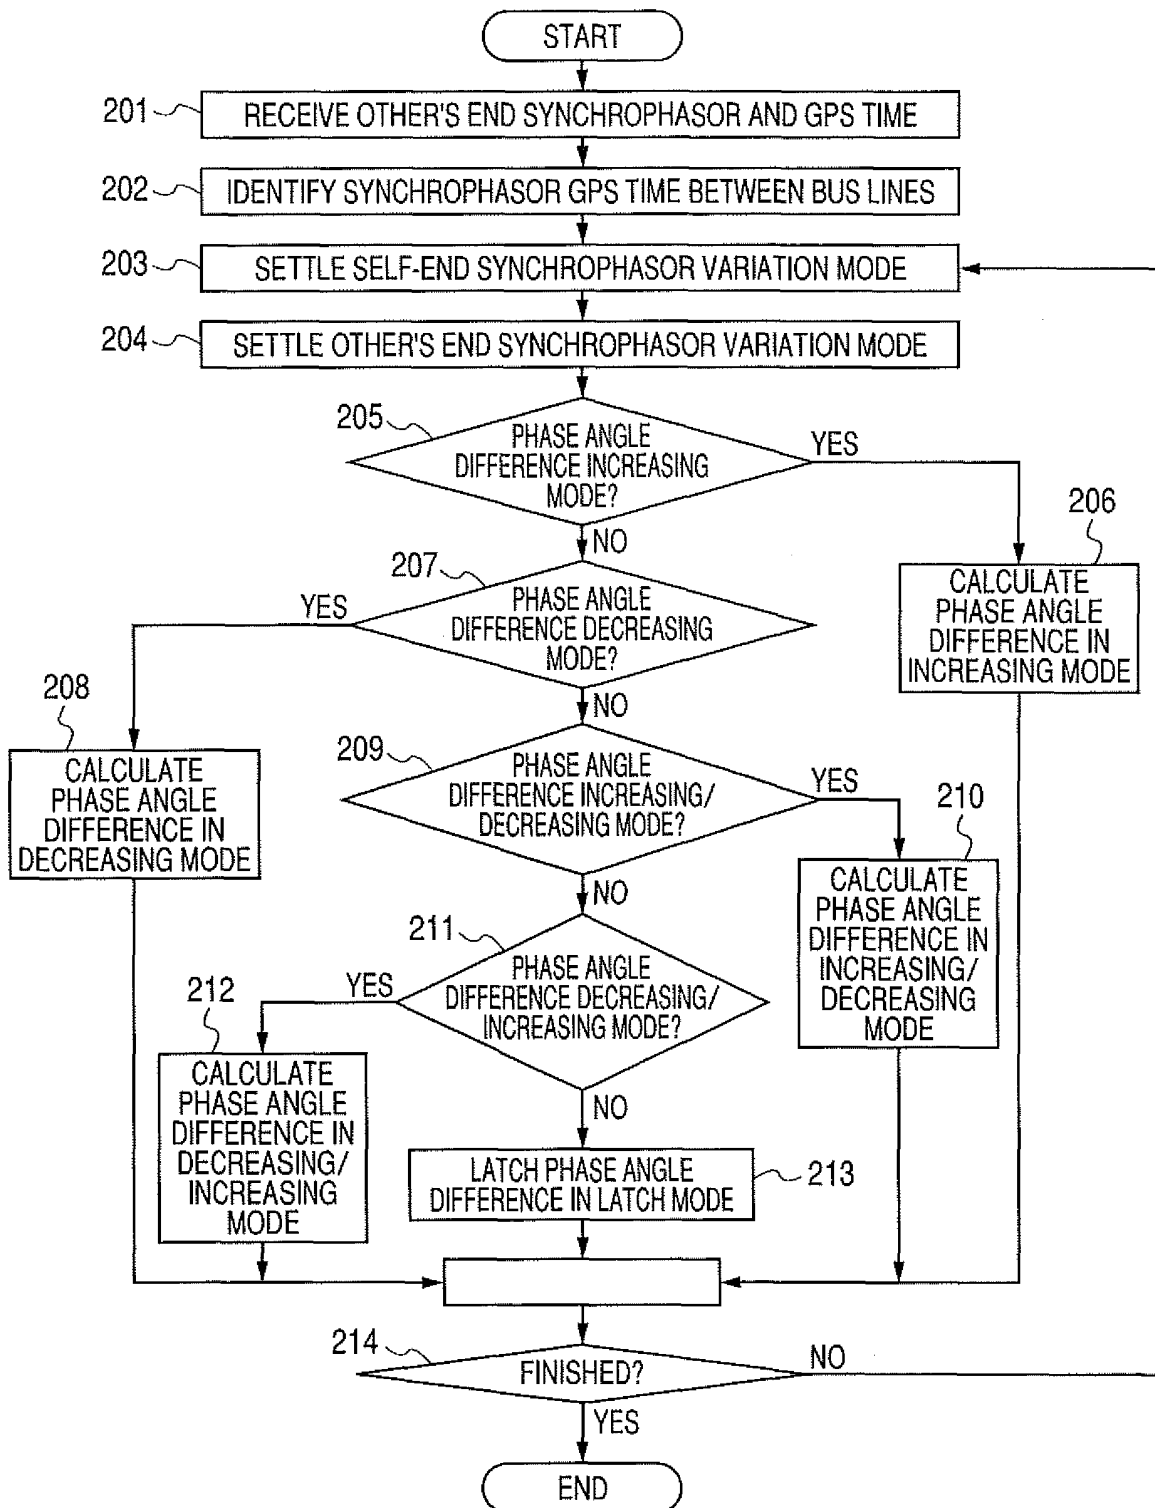 START
201
RECEIVE OTHER'S END SYNCHROPHASOR AND GPS TIME
202
IDENTIFY SYNCHROPHASOR GPS TIME BETWEEN BUS LINES
203
SETTLE SELF-END SYNCHROPHASOR VARIATION MODE
204
SETTLE OTHER'S END SYNCHROPHASOR VARIATION MODE
205
PHASE ANGLE
DIFFERENCE INCREASING
MODE?
YES
NO
206
CALCULATE
PHASE ANGLE
DIFFERENCE IN
INCREASING MODE
207
PHASE ANGLE
DIFFERENCE DECREASING
MODE?
YES
NO
208
CALCULATE
PHASE ANGLE
DIFFERENCE IN
DECREASING MODE
209
PHASE ANGLE
DIFFERENCE INCREASING/
DECREASING MODE?
YES
NO
210
CALCULATE
PHASE ANGLE
DIFFERENCE IN
INCREASING/
DECREASING
MODE
211
PHASE ANGLE
DIFFERENCE DECREASING/
INCREASING MODE?
YES
NO
212
CALCULATE
PHASE ANGLE
DIFFERENCE IN
DECREASING/
INCREASING
MODE
LATCH PHASE ANGLE
DIFFERENCE IN LATCH MODE
213
214
FINISHED?
NO
YES
END